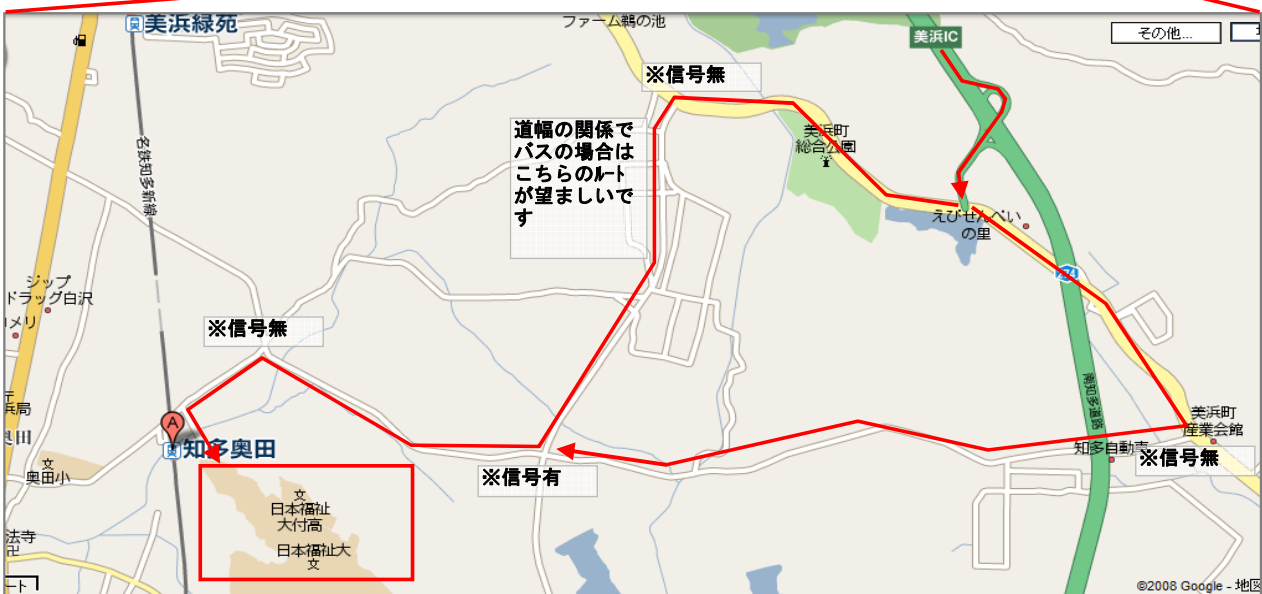 美浜緑苑
ファーム鵜の池
美浜IC
その他...
※信号無
道幅の関係で
バスの場合は
こちらのルート
が望ましいで
す
美浜町
総合公園
名鉄知多新線
えびせんべい
の里
ジップ
ドラッグ白沢
メリ
※信号無
南知多道路
美浜町
産業会館
A
知多奥田
知多自動車
※信号無
奥田
文
奥田小
※信号有
文
日本福祉
大付高
日本福祉大
文
法寺
卍
ート
©2008 Google - 地図